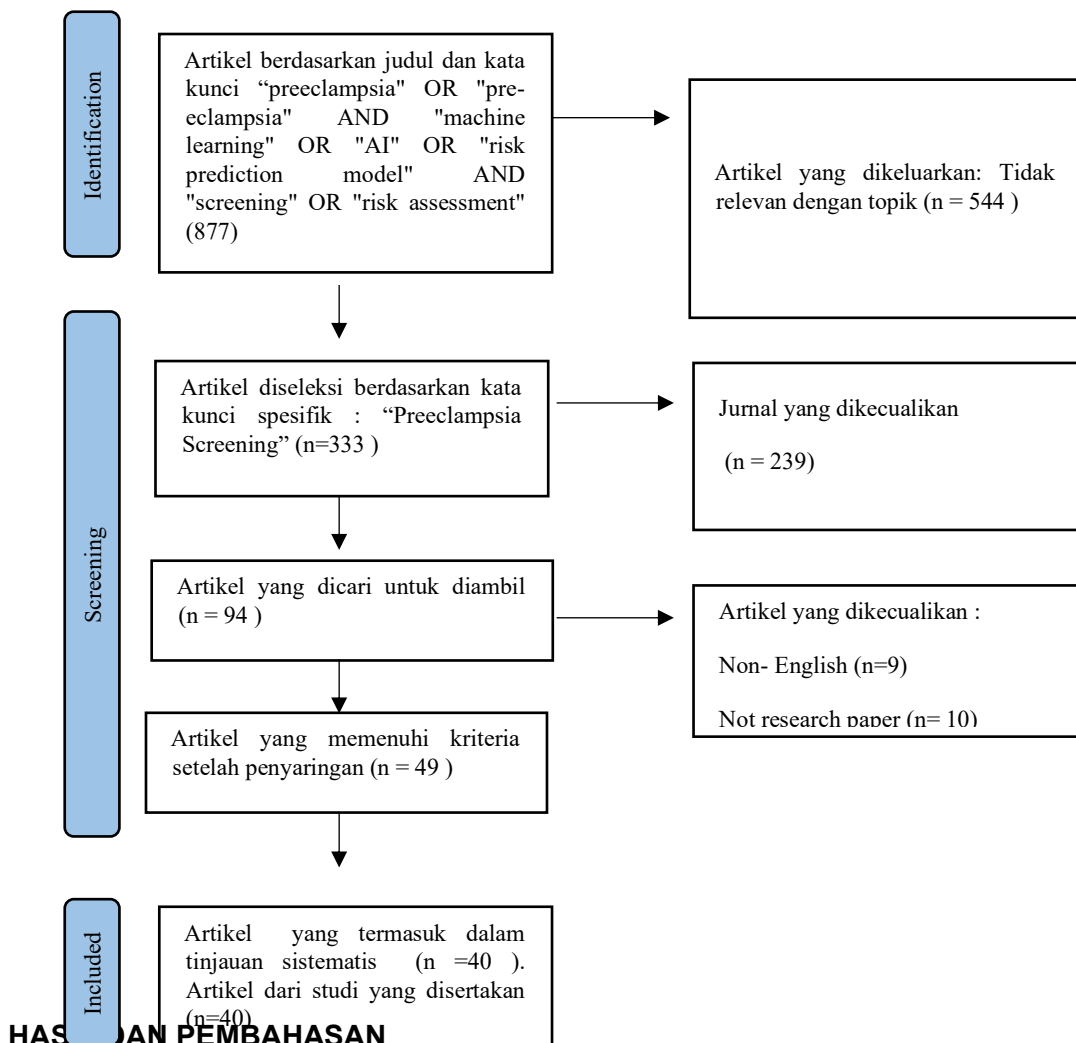 Identification
Artikel berdasarkan judul dan kata
kunci “preeclampsia" OR "pre-
eclampsia" AND "machine
learning" OR "AI" OR "risk
prediction model" AND
"screening" OR "risk assessment"
(877)
Artikel yang dikeluarkan: Tidak
relevan dengan topik (n = 544 )
Screening
Artikel diseleksi berdasarkan kata
kunci spesifik : “Preeclampsia
Screening” (n=333 )
Jurnal yang dikecualikan
(n = 239)
Artikel yang dicari untuk diambil
(n = 94 )
Artikel yang dikecualikan :
Non- English (n=9)
Not research paper (n= 10)
Artikel yang memenuhi kriteria
setelah penyaringan (n = 49 )
Included
Artikel yang termasuk dalam
tinjauan sistematis (n =40 ).
Artikel dari studi yang disertakan
(n=40)
DAN PEMBAHASAN